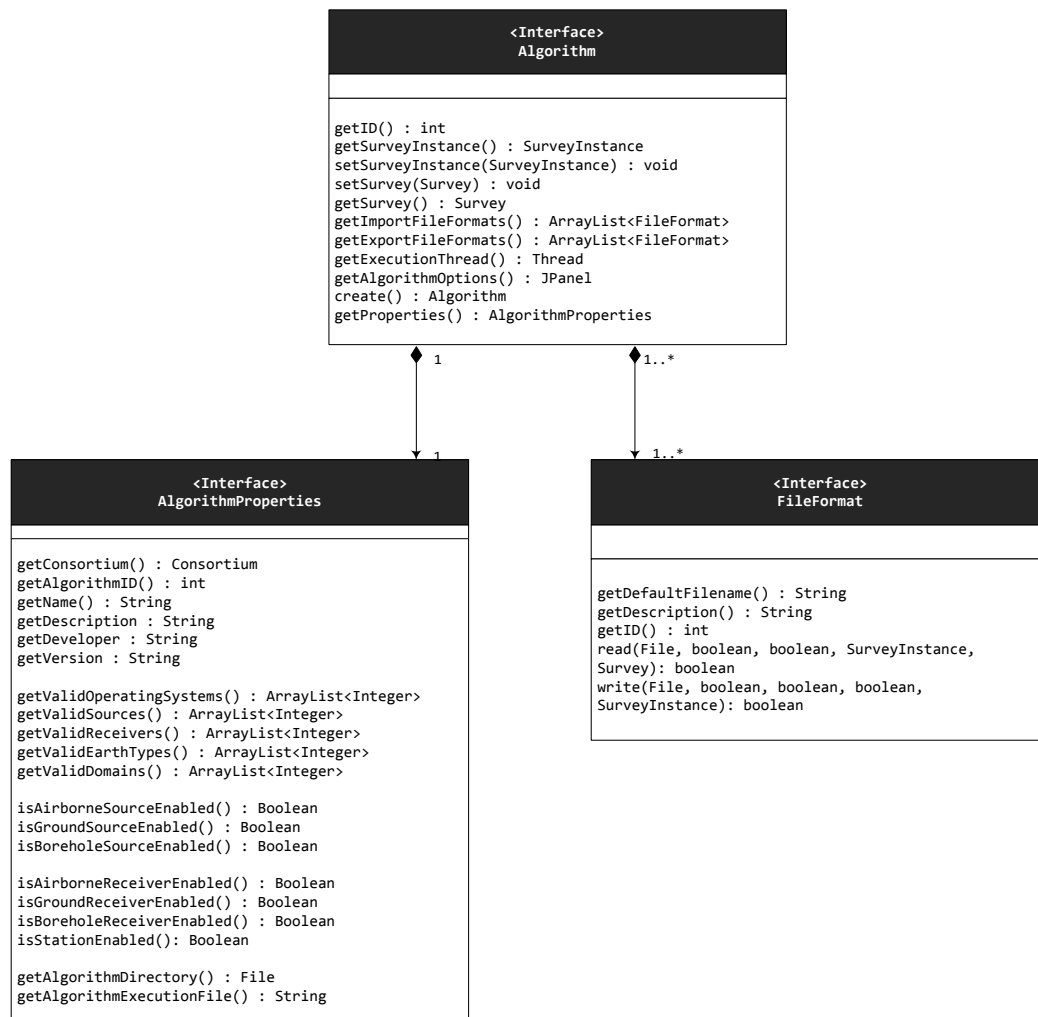 <Interface>
Algorithm
getID() : int
getSurveyInstance() : SurveyInstance
setSurveyInstance(SurveyInstance) : void
setSurvey(Survey) : void
getSurvey() : Survey
getImportFileFormats() : ArrayList<FileFormat>
getExportFileFormats() : ArrayList<FileFormat>
getExecutionThread() : Thread
getAlgorithmOptions() : JPanel
create() : Algorithm
getProperties() : AlgorithmProperties
1
1..*
1
1..*
<Interface>
AlgorithmProperties
getConsortium() : Consortium
getAlgorithmID() : int
getName() : String
getDescription : String
getDeveloper : String
getVersion : String
getValidOperatingSystems() : ArrayList<Integer>
getValidSources() : ArrayList<Integer>
getValidReceivers() : ArrayList<Integer>
getValidEarthTypes() : ArrayList<Integer>
getValidDomains() : ArrayList<Integer>
isAirborneSourceEnabled() : Boolean
isGroundSourceEnabled() : Boolean
isBoreholeSourceEnabled() : Boolean
isAirborneReceiverEnabled() : Boolean
isGroundReceiverEnabled() : Boolean
isBoreholeReceiverEnabled() : Boolean
isStationEnabled(): Boolean
getAlgorithmDirectory() : File
getAlgorithmExecutionFile() : String
<Interface>
FileFormat
getDefaultFilename() : String
getDescription() : String
getID() : int
read(File, boolean, boolean, SurveyInstance,
Survey): boolean
write(File, boolean, boolean, boolean,
SurveyInstance): boolean